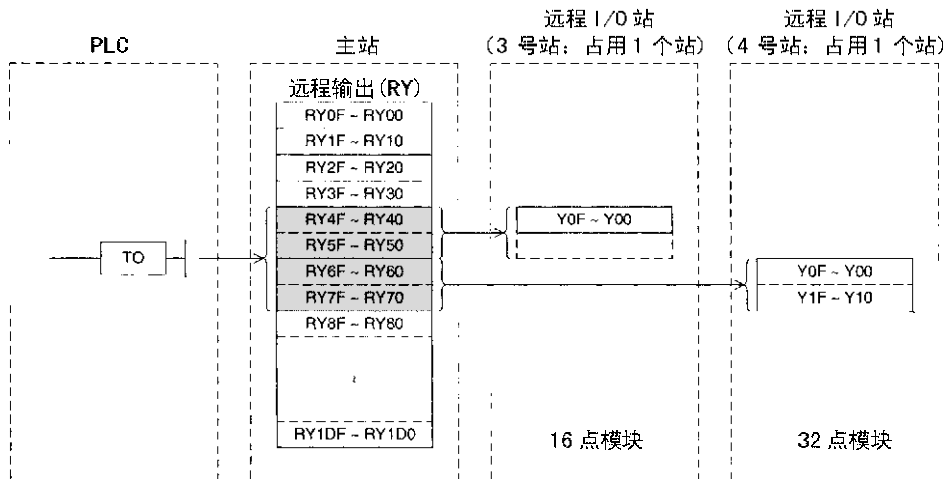 PLC
主站
远程 I/O 站
(3 号站：占用 1 个站)
远程 I/O 站
(4 号站：占用 1 个站)
远程输出(RY)
RY0F ~ RY00
RY1F ~ RY10
RY2F ~ RY20
RY3F ~ RY30
RY4F ~ RY40
RY5F ~ RY50
RY6F ~ RY60
RY7F ~ RY70
RY8F ~ RY80
~
RY1DF ~ RY1D0
TO
Y0F ~ Y00
Y0F ~ Y00
Y1F ~ Y10
16 点模块
32 点模块